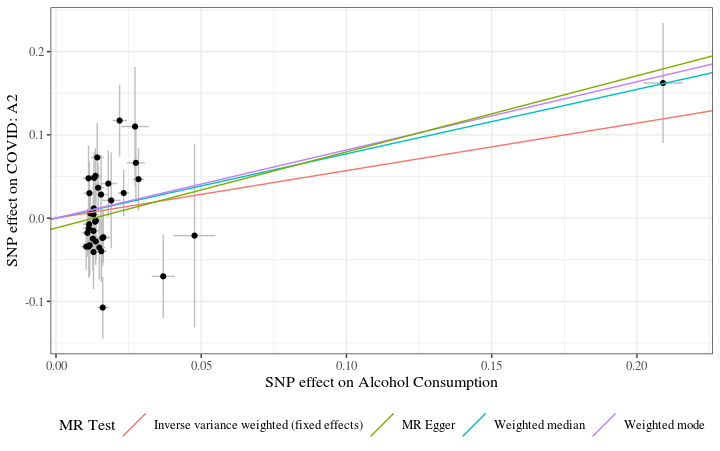 SNP effect on COVID: A2
0.2
0.1
0.0
-0.1
0.00 0.05 0.10 0.15 0.20
SNP effect on Alcohol Consumption
MR Test Inverse variance weighted (fixed effects) MR Egger Weighted median Weighted mode